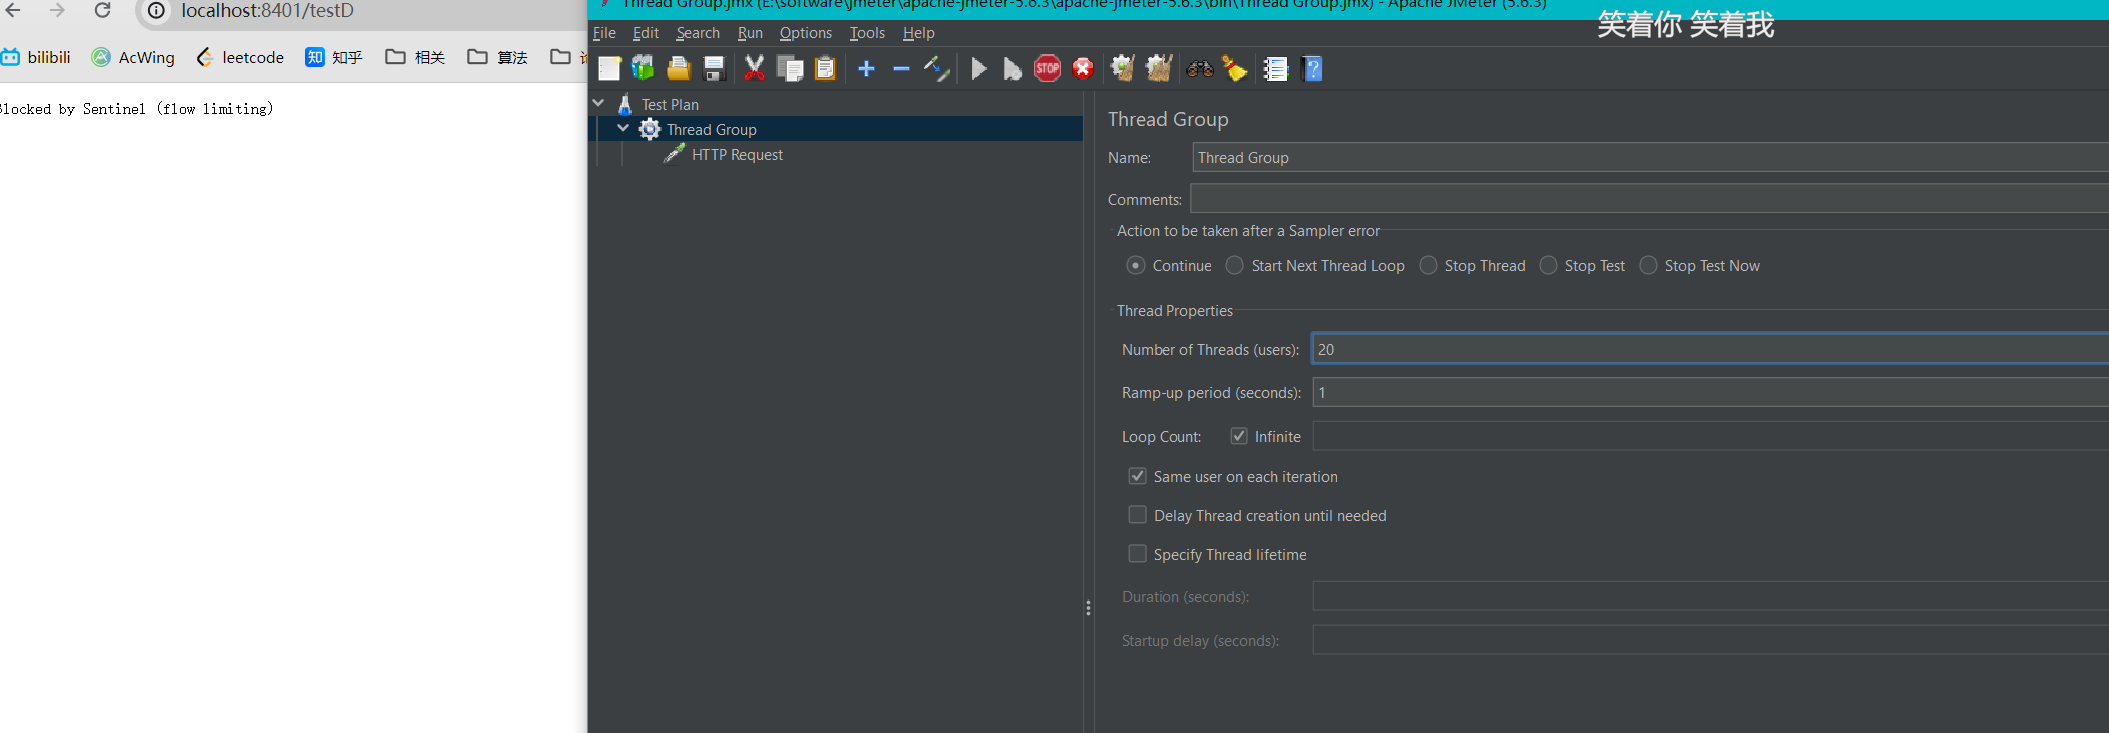 localhost:8401/testD
bilibili AcWing leetcode 知 知乎 相关 算法
Blocked by Sentinel (flow limiting)
Thread Group.jmx (E:\software\jmeter\apache-jmeter-5.6.3\apache-jmeter-5.6.3\bin\Thread Group.jmx) - Apache JMeter (5.6.3)
笑着你 笑着我
File Edit Search Run Options Tools Help
STOP
Test Plan
Thread Group
HTTP Request
Thread Group
Name: Thread Group
Comments:
Action to be taken after a Sampler error
Continue Start Next Thread Loop Stop Thread Stop Test Stop Test Now
Thread Properties
Number of Threads (users): 20
Ramp-up period (seconds): 1
Loop Count: Infinite
Same user on each iteration
Delay Thread creation until needed
Specify Thread lifetime
Duration (seconds):
Startup delay (seconds):